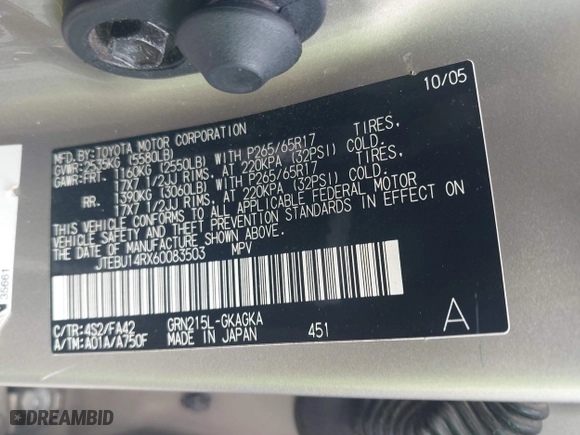 10/05
MFD. BY: TOYOTA MOTOR CORPORATION
GVWR: 2535KG (5580LB)
GAWR: FRT. 1160KG (2550LB) WITH P265/65R17 TIRES,
17X7 1/2JJ RIMS, AT 220KPA (32PSI) COLD.
RR. 1390KG (3060LB) WITH P265/65R17 TIRES,
17X7 1/2JJ RIMS, AT 220KPA (32PSI) COLD.
THIS VEHICLE CONFORMS TO ALL APPLICABLE FEDERAL MOTOR
VEHICLE SAFETY AND THEFT PREVENTION STANDARDS IN EFFECT ON
THE DATE OF MANUFACTURE SHOWN ABOVE.
JTEBU14RX60083503 MPV
C/TR: 4S2/FA42 GRN215L-GKAGKA
A/TM: A01A/A750F MADE IN JAPAN 451
A
35661
DREAMBID